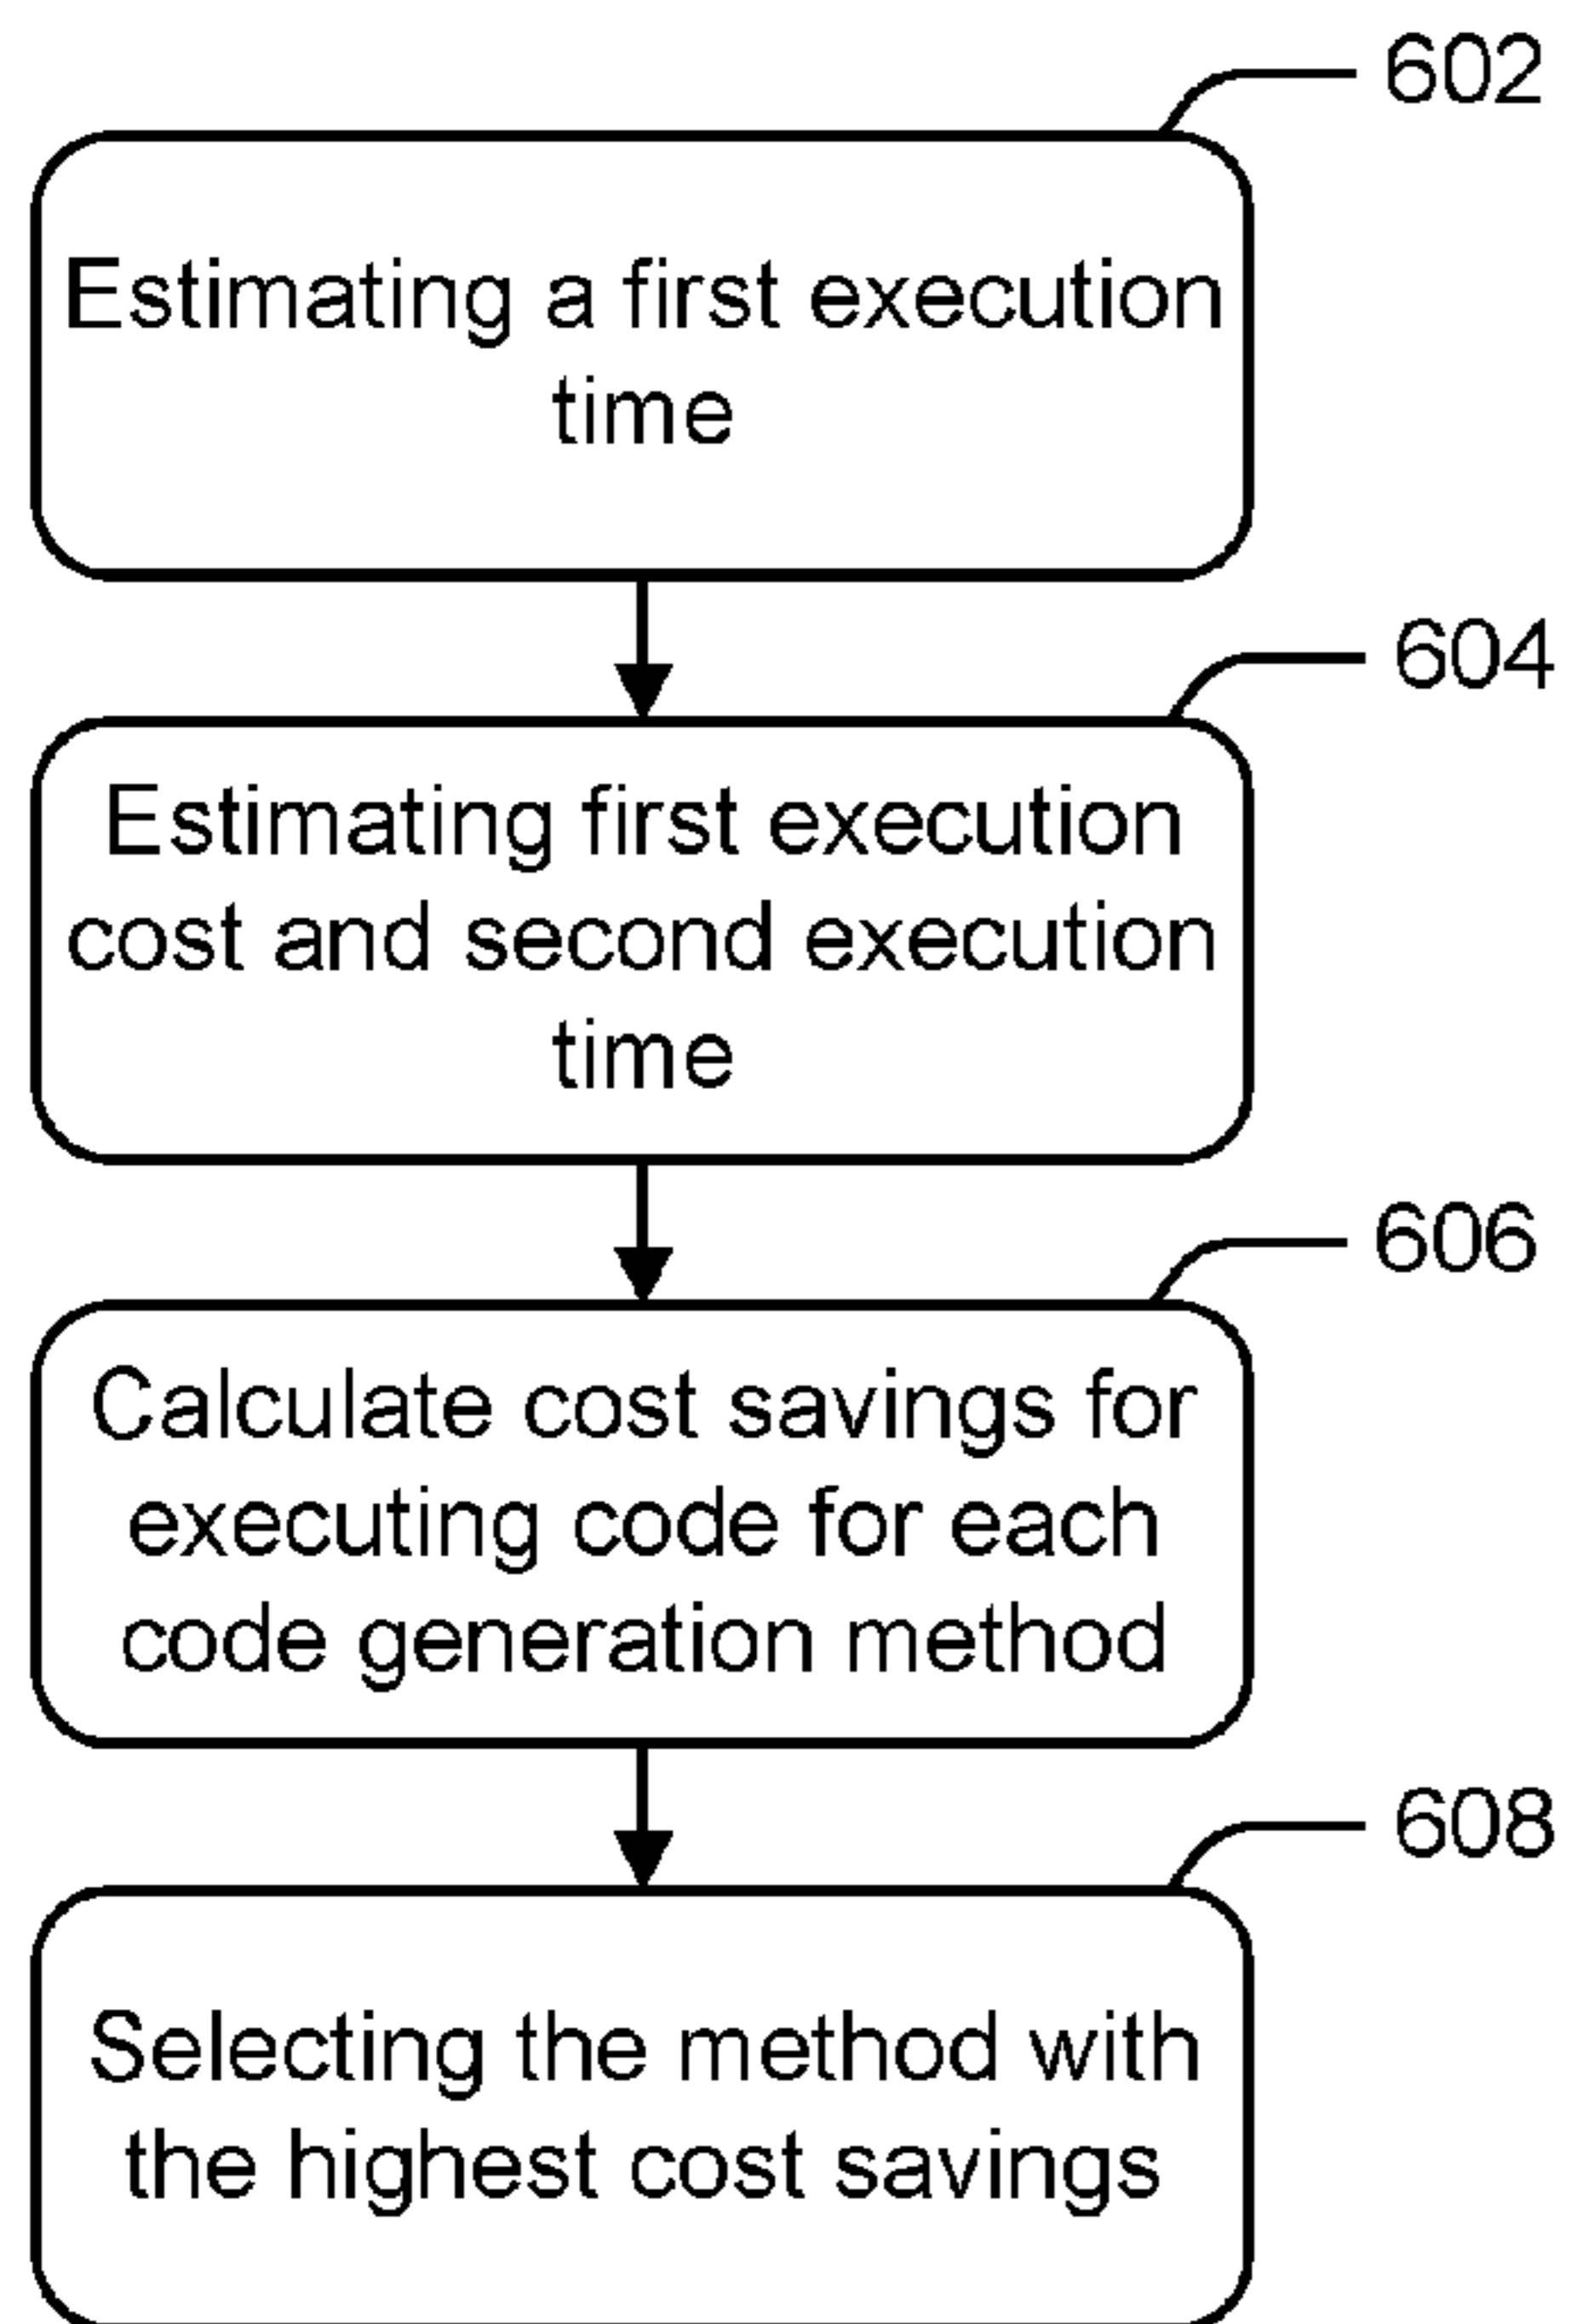 602
Estimating a first execution
time
604
Estimating first execution
cost and second execution
time
606
Calculate cost savings for
executing code for each
code generation method
608
Selecting the method with
the highest cost savings